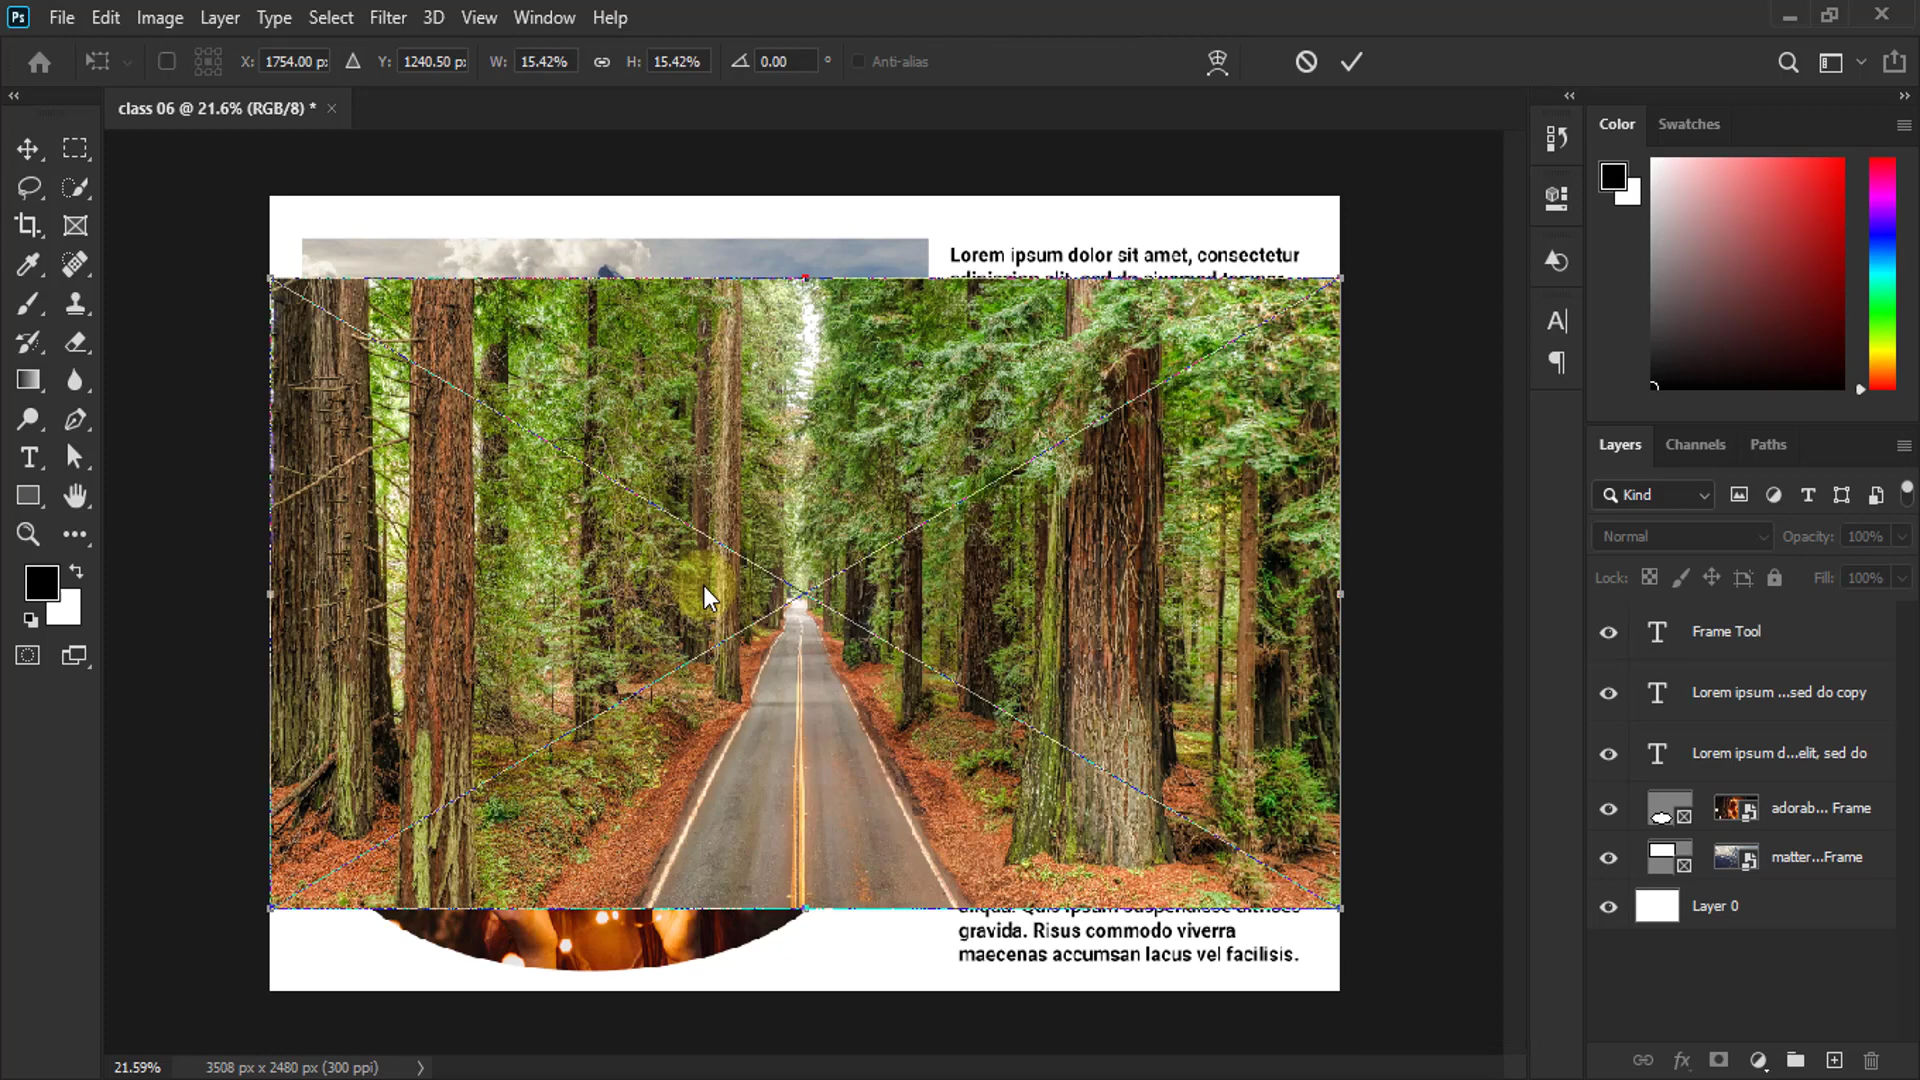 Ps File Edit Image Layer Type Select Filter 3D View Window Help
X: 1754.00 p: Y: 1240.50 p: W: 15.42% H: 15.42% 0.00 ° Anti-alias
class 06 @ 21.6% (RGB/8) *
Color Swatches
Lorem ipsum dolor sit amet, consectetur
Layers Channels Paths
Kind
Normal Opacity: 100%
Lock: Fill: 100%
Frame Tool
Lorem ipsum ...sed do copy
Lorem ipsum d...elit, sed do
adorab... Frame
matter...Frame
Layer 0
gravida. Risus commodo viverra
maecenas accumsan lacus vel facilisis.
21.59% 3508 px x 2480 px (300 ppi)